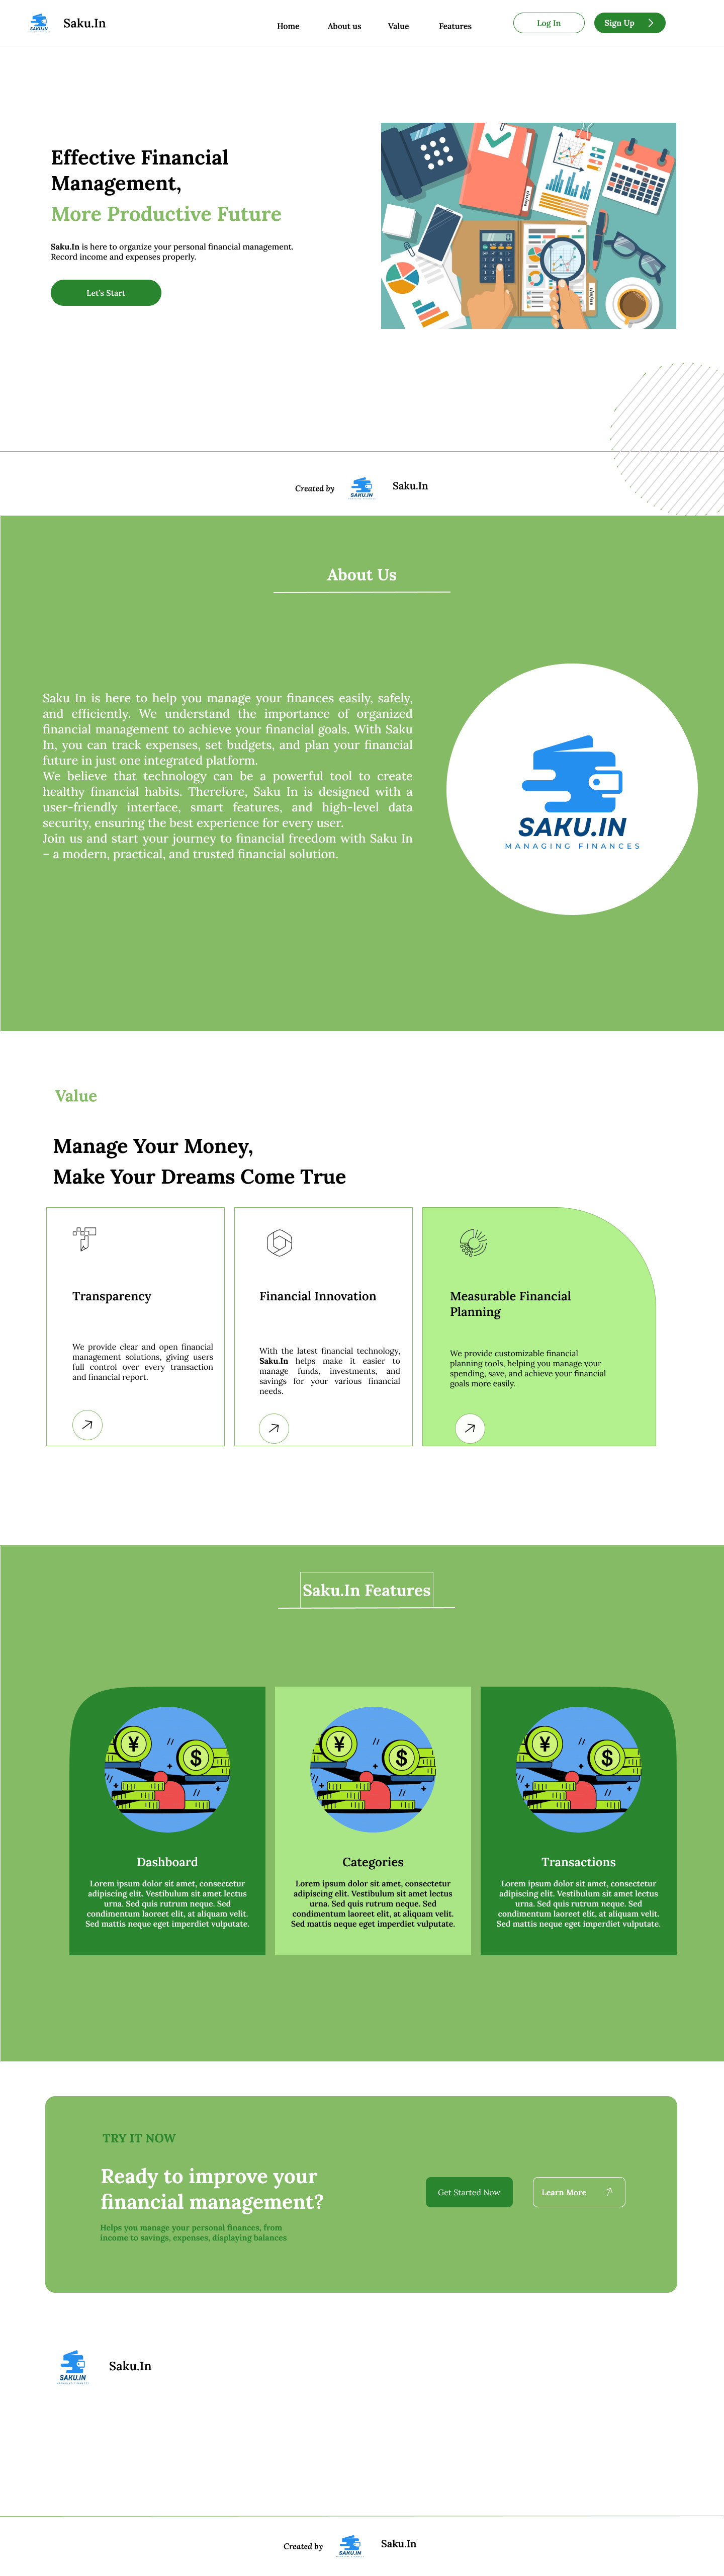 SAKU.IN
Saku.In
Home
About us
Value
Features
Log In
Sign Up
Effective Financial
Management,
More Productive Future
Saku.In is here to organize your personal financial management.
Record income and expenses properly.
Let's Start
Created by
SAKU.IN
Saku.In
About Us
Saku In is here to help you manage your finances easily, safely,
and efficiently. We understand the importance of organized
financial management to achieve your financial goals. With Saku
In, you can track expenses, set budgets, and plan your financial
future in just one integrated platform.
We believe that technology can be a powerful tool to create
healthy financial habits. Therefore, Saku In is designed with a
user-friendly interface, smart features, and high-level data
security, ensuring the best experience for every user.
Join us and start your journey to financial freedom with Saku In
– a modern, practical, and trusted financial solution.
SAKU.IN
MANAGING FINANCES
Value
Manage Your Money,
Make Your Dreams Come True
Transparency
We provide clear and open financial
management solutions, giving users
full control over every transaction
and financial report.
Financial Innovation
With the latest financial technology,
Saku.In helps make it easier to
manage funds, investments, and
savings for your various financial
needs.
Measurable Financial
Planning
We provide customizable financial
planning tools, helping you manage your
spending, save, and achieve your financial
goals more easily.
Saku.In Features
¥
$
Dashboard
Lorem ipsum dolor sit amet, consectetur
adipiscing elit. Vestibulum sit amet lectus
urna. Sed quis rutrum neque. Sed
condimentum laoreet elit, at aliquam velit.
Sed mattis neque eget imperdiet vulputate.
¥
$
Categories
Lorem ipsum dolor sit amet, consectetur
adipiscing elit. Vestibulum sit amet lectus
urna. Sed quis rutrum neque. Sed
condimentum laoreet elit, at aliquam velit.
Sed mattis neque eget imperdiet vulputate.
¥
$
Transactions
Lorem ipsum dolor sit amet, consectetur
adipiscing elit. Vestibulum sit amet lectus
urna. Sed quis rutrum neque. Sed
condimentum laoreet elit, at aliquam velit.
Sed mattis neque eget imperdiet vulputate.
TRY IT NOW
Ready to improve your
financial management?
Helps you manage your personal finances, from
income to savings, expenses, displaying balances
Get Started Now
Learn More
SAKU.IN
Saku.In
Created by
SAKU.IN
Saku.In